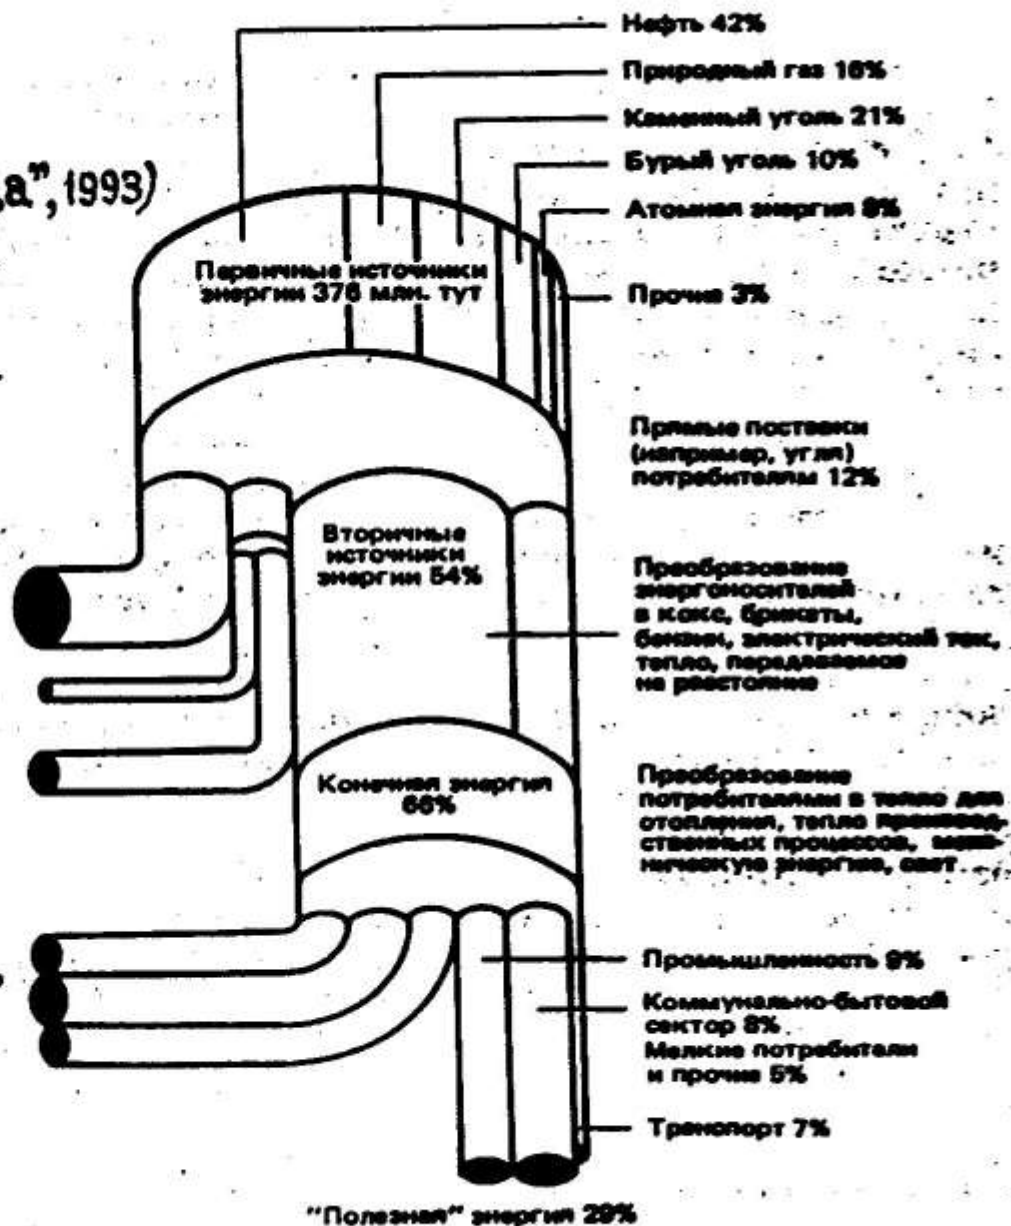 Нефть 42%
Природный газ 16%
Каменный уголь 21%
Бурый уголь 10%
а", 1993)
Атомная энергия 8%
Первичные источники
энергии 376 млн. тут
Прочие 3%
Прямые поставки
(например, угля)
потребителям 12%
Вторичные
источники
энергии 54%
Преобразование
энергоносителей
в кокс, брикеты,
бензин, электрический ток,
тепло, передаваемое
на расстояние
Конечная энергия
66%
Преобразование
потребителями в тепло для
отопления, тепло производ-
ственных процессов, меха-
ническую энергию, свет
Промышленность 9%
Коммунально-бытовой
сектор 8%
Мелкие потребители
и прочие 5%
Транспорт 7%
"Полезная" энергия 29%